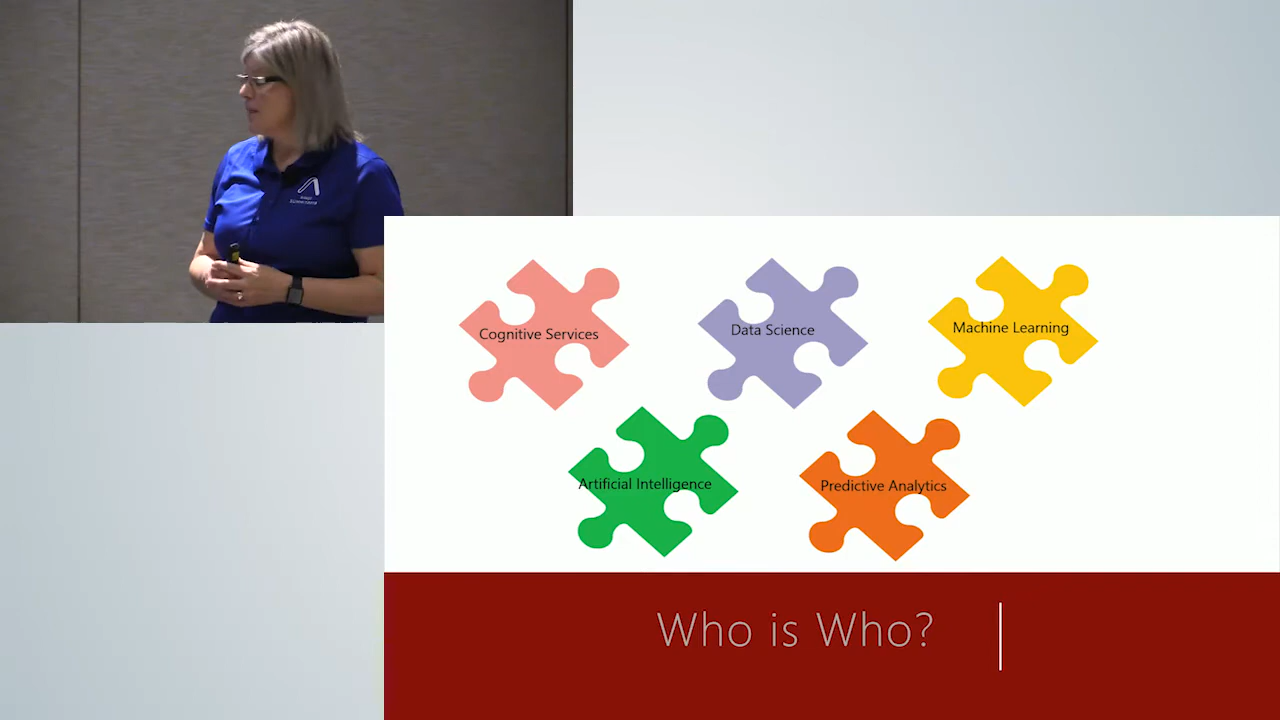 Cognitive Services
Data Science
Machine Learning
Artificial Intelligence
Predictive Analytics
Who is Who?